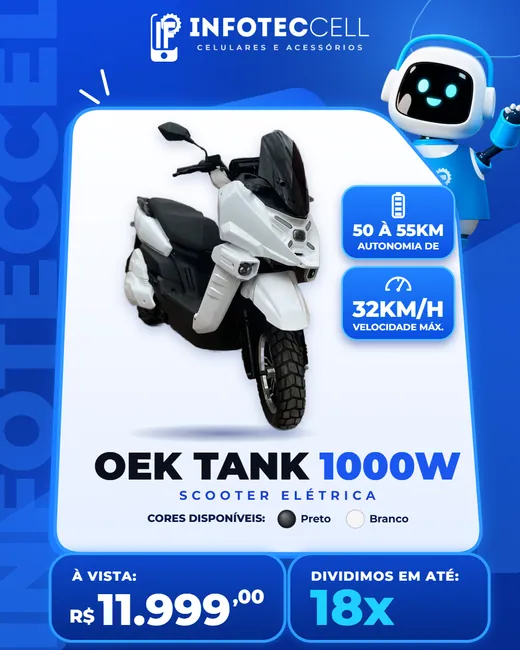 INFOTECCELL
CELULARES E ACESSÓRIOS
INFOTECCELL
50 À 55KM
AUTONOMIA DE
32KM/H
VELOCIDADE MÁX.
OEK TANK 1000W
SCOOTER ELÉTRICA
CORES DISPONÍVEIS: Preto Branco
À VISTA:
R$ 11.999,00
DIVIDIMOS EM ATÉ:
18x